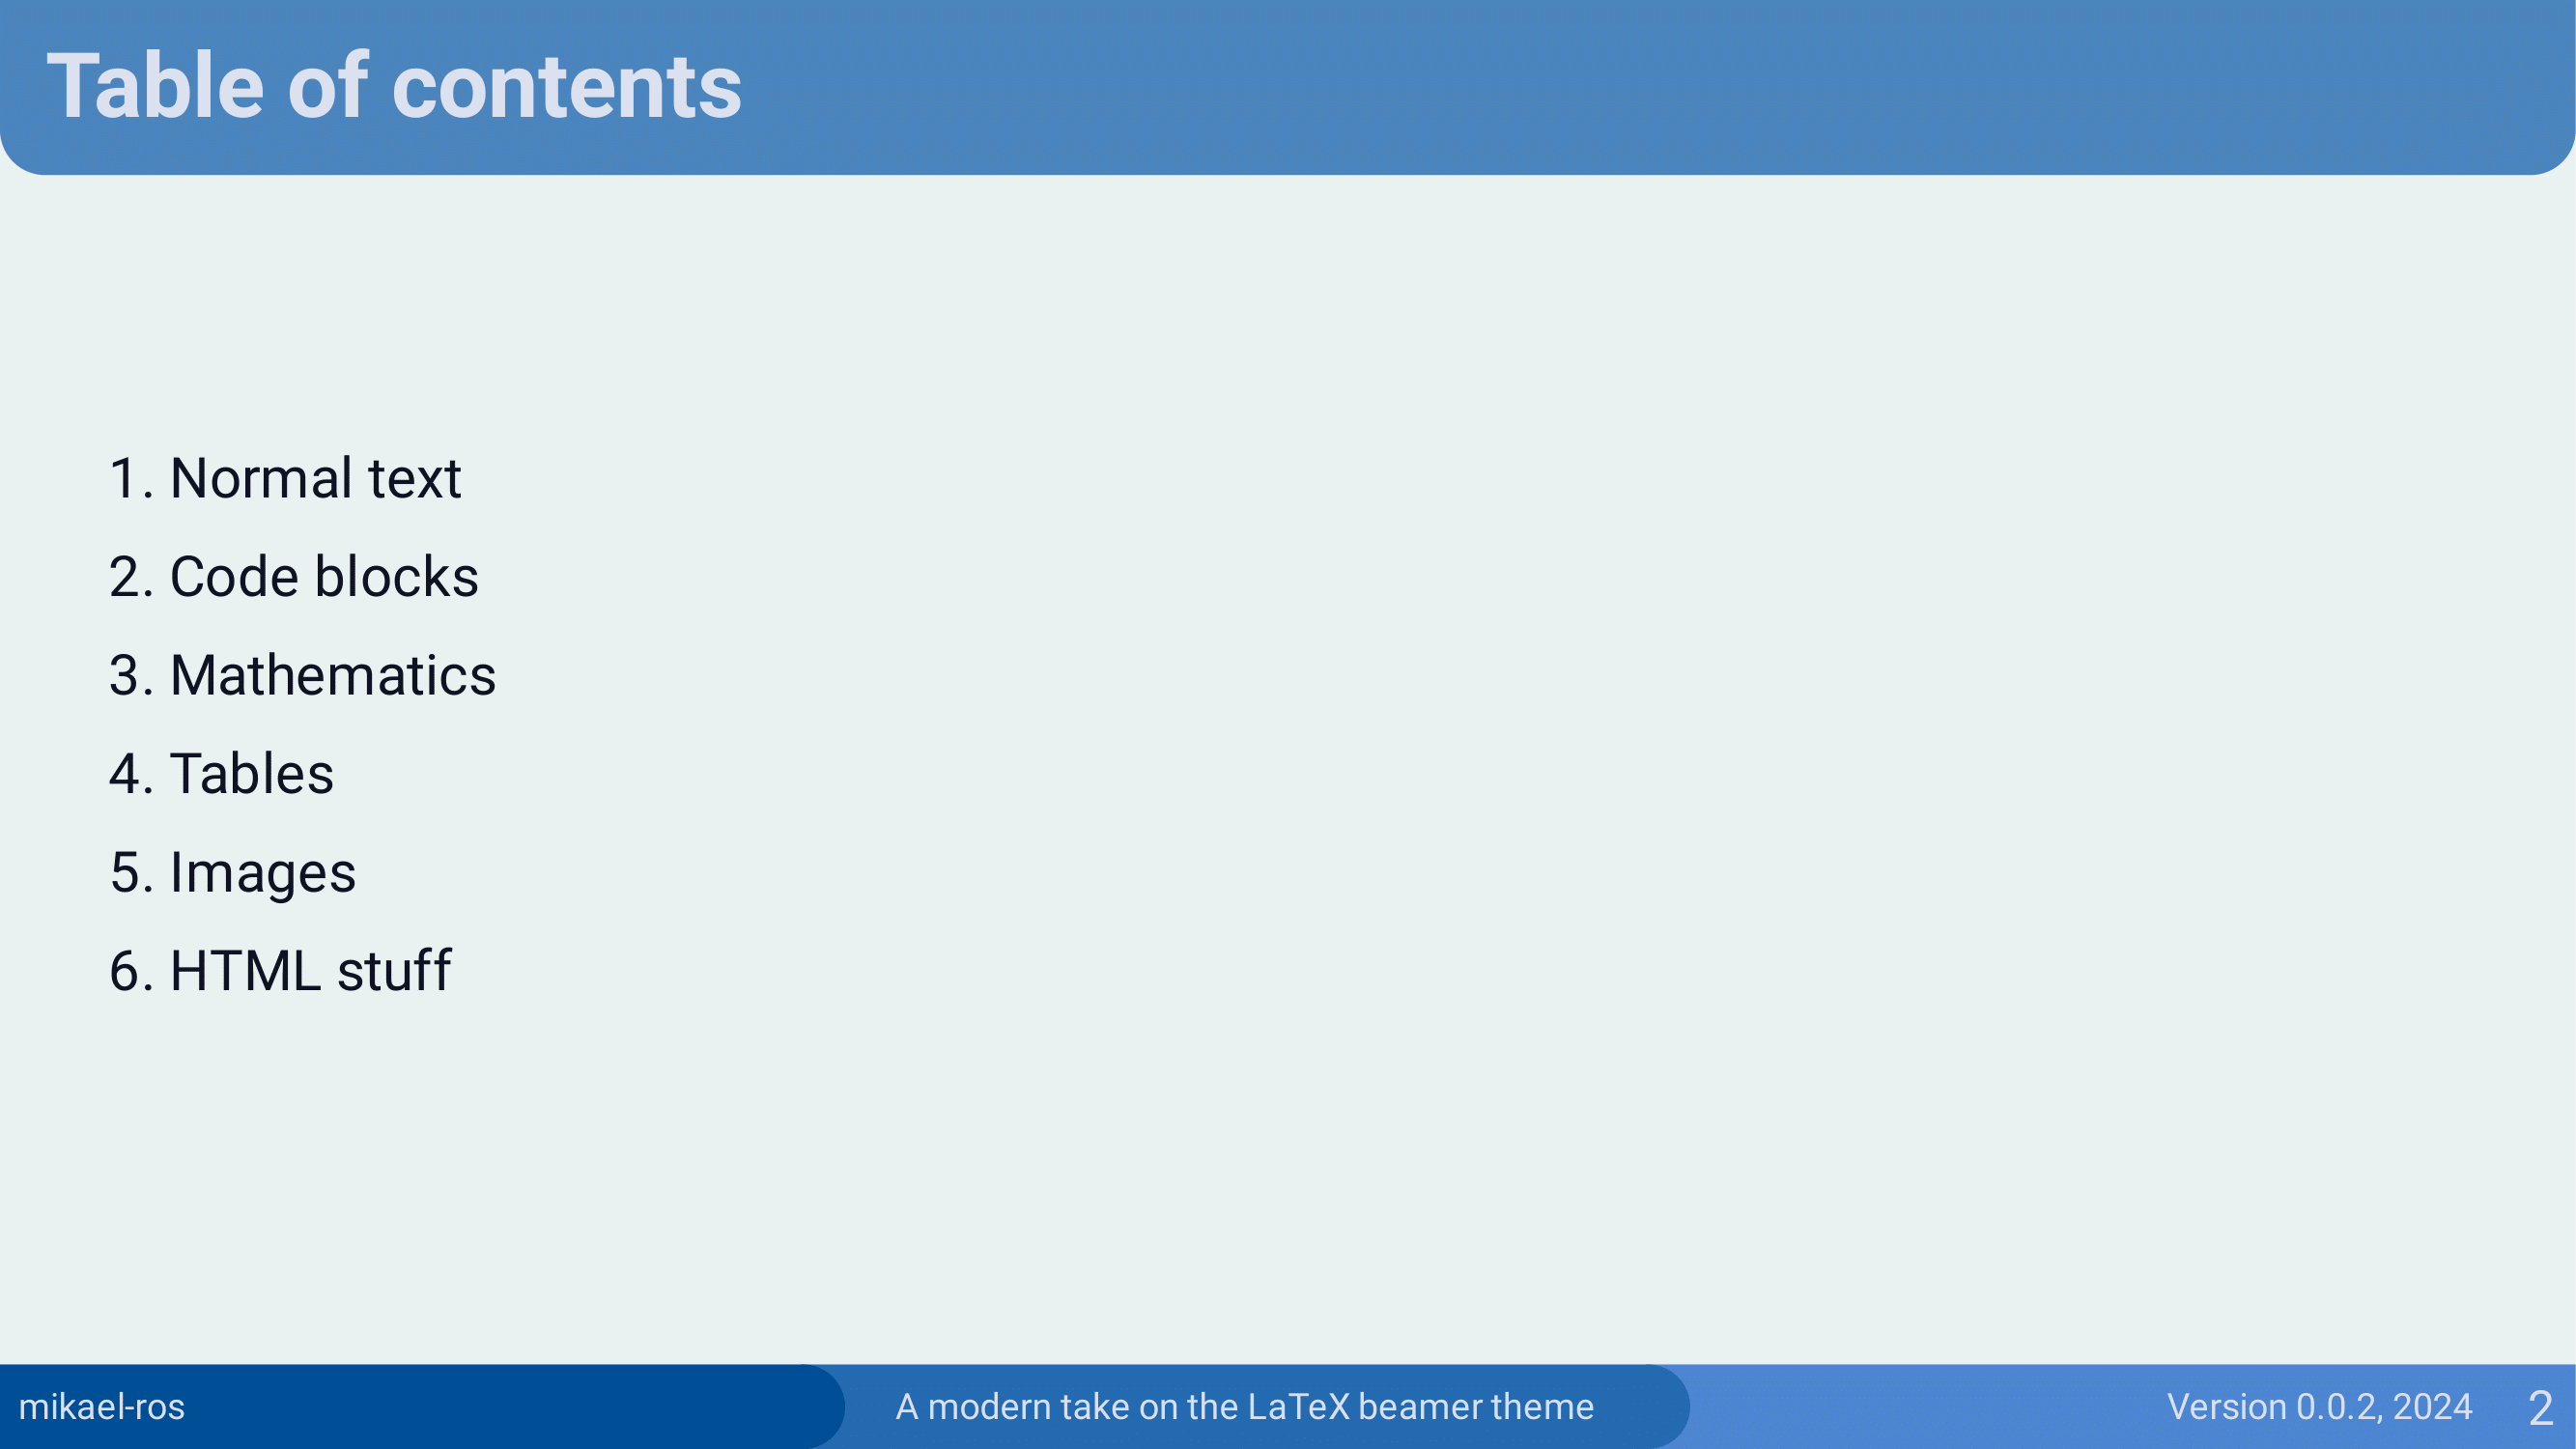 Table of contents
1. Normal text
2. Code blocks
3. Mathematics
4. Tables
5. Images
6. HTML stuff
mikael-ros
A modern take on the LaTeX beamer theme
Version 0.0.2, 2024
2